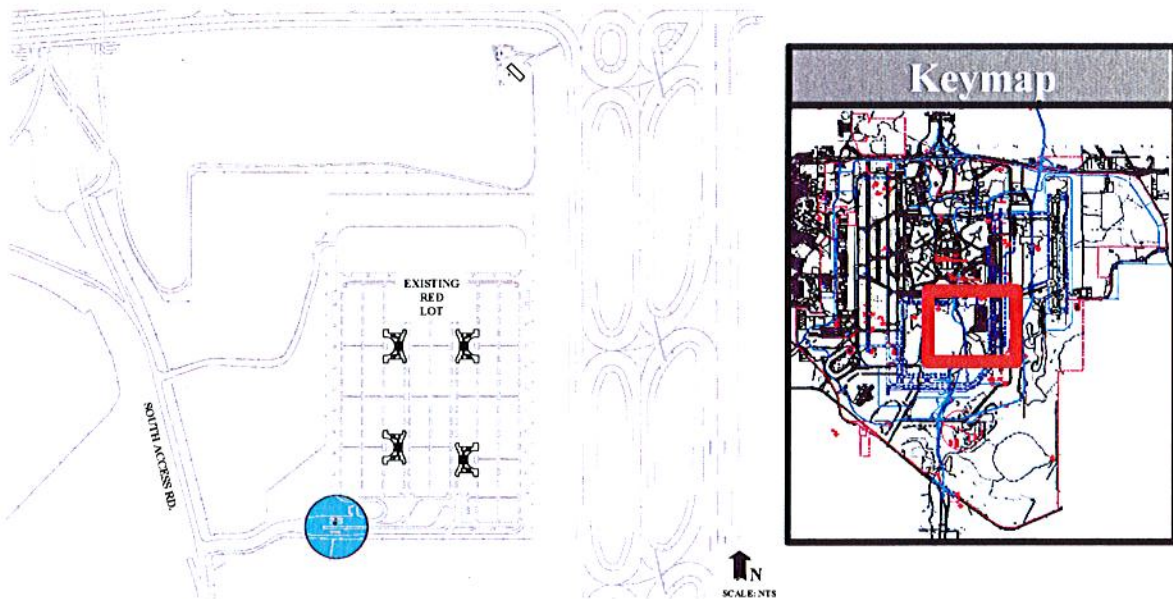 Keymap
EXISTING
RED
LOT
SOUTH ACCESS RD.
N
SCALE: NTS